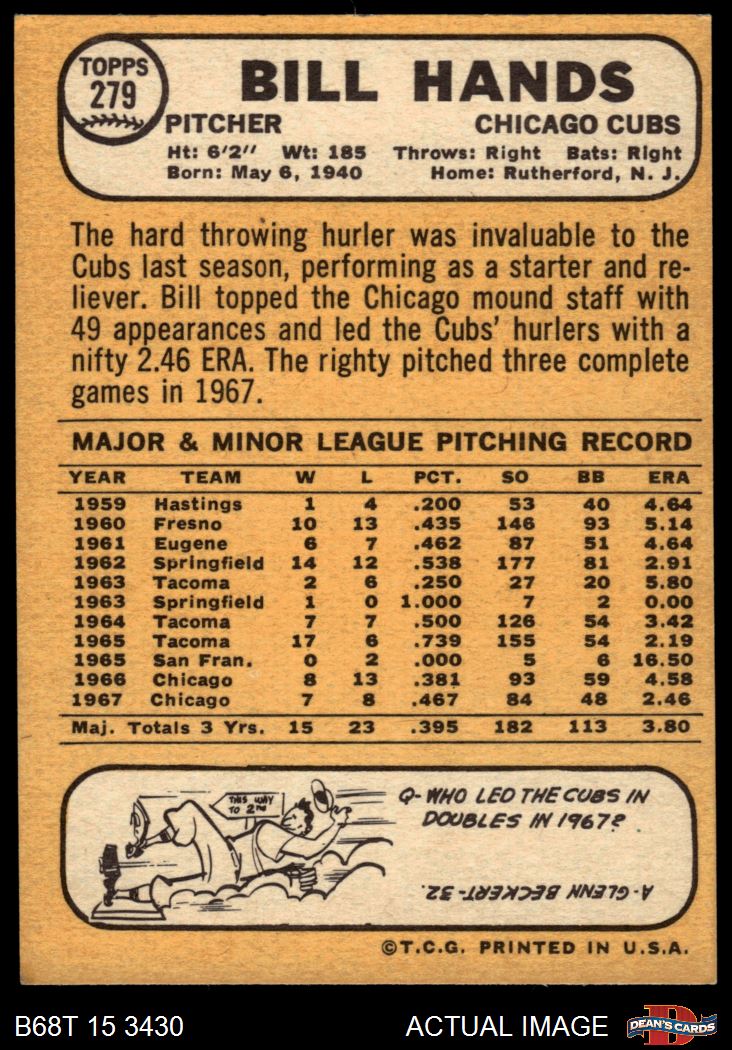 TOPPS
279
BILL HANDS
PITCHER CHICAGO CUBS
Ht: 6'2" Wt: 185 Throws: Right Bats: Right
Born: May 6, 1940 Home: Rutherford, N. J.
The hard throwing hurler was invaluable to the
Cubs last season, performing as a starter and re-
liever. Bill topped the Chicago mound staff with
49 appearances and led the Cubs' hurlers with a
nifty 2.46 ERA. The righty pitched three complete
games in 1967.
MAJOR & MINOR LEAGUE PITCHING RECORD
YEAR TEAM W L PCT. SO BB ERA
1959 Hastings 1 4 .200 53 40 4.64
1960 Fresno 10 13 .435 146 93 5.14
1961 Eugene 6 7 .462 87 51 4.64
1962 Springfield 14 12 .538 177 81 2.91
1963 Tacoma 2 6 .250 27 20 5.80
1963 Springfield 1 0 1.000 7 2 0.00
1964 Tacoma 7 7 .500 126 54 3.42
1965 Tacoma 17 6 .739 155 54 2.19
1965 San Fran. 0 2 .000 5 6 16.50
1966 Chicago 8 13 .381 93 59 4.58
1967 Chicago 7 8 .467 84 48 2.46
Maj. Totals 3 Yrs. 15 23 .395 182 113 3.80
THIS WAY
TO 2ND
Q-WHO LED THE CUBS IN
DOUBLES IN 1967?
A-GLENN BECKERT-32.
©T.C.G. PRINTED IN U.S.A.
B68T 15 3430 ACTUAL IMAGE
DEAN'S CARDS